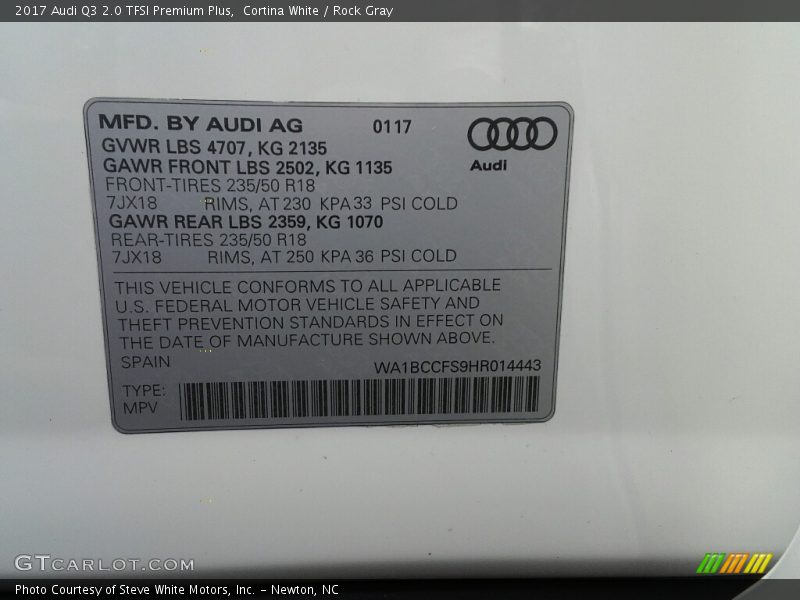 2017 Audi Q3 2.0 TFSI Premium Plus, Cortina White / Rock Gray
MFD. BY AUDI AG 0117
GVWR LBS 4707, KG 2135
GAWR FRONT LBS 2502, KG 1135
Audi
FRONT-TIRES 235/50 R18
7JX18 RIMS, AT 230 KPA 33 PSI COLD
GAWR REAR LBS 2359, KG 1070
REAR-TIRES 235/50 R18
7JX18 RIMS, AT 250 KPA 36 PSI COLD
THIS VEHICLE CONFORMS TO ALL APPLICABLE
U.S. FEDERAL MOTOR VEHICLE SAFETY AND
THEFT PREVENTION STANDARDS IN EFFECT ON
THE DATE OF MANUFACTURE SHOWN ABOVE.
SPAIN WA1BCCFS9HR014443
TYPE:
MPV
GTCARLOT.COM
Photo Courtesy of Steve White Motors, Inc. – Newton, NC